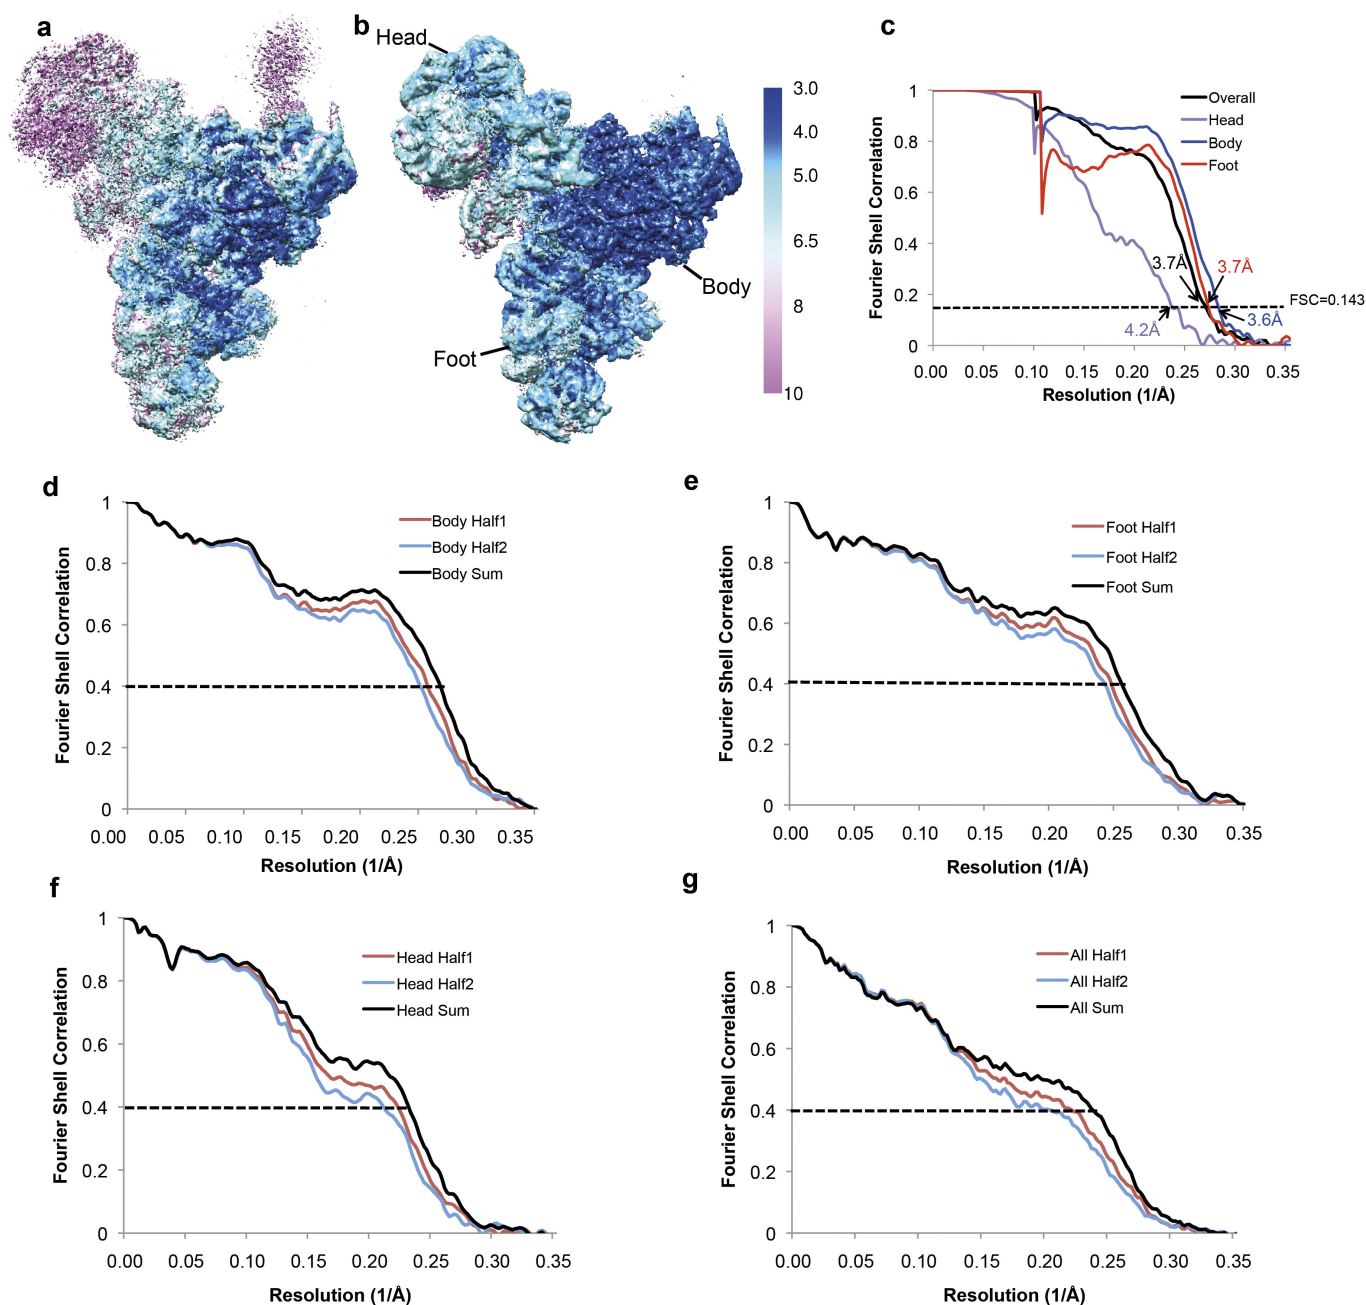 a
b
Head
Body
Foot
3.0
4.0
5.0
6.5
8
10
c
Fourier Shell Correlation
1
0.8
0.6
0.4
0.2
0
Overall
Head
Body
Foot
3.7Å
3.7Å
FSC=0.143
4.2Å
3.6Å
0.00 0.05 0.10 0.15 0.20 0.25 0.30 0.35
Resolution (1/Å)
d
Fourier Shell Correlation
1
0.8
0.6
0.4
0.2
0
Body Half1
Body Half2
Body Sum
0.00 0.05 0.10 0.15 0.20 0.25 0.30 0.35
Resolution (1/Å)
e
Fourier Shell Correlation
1
0.8
0.6
0.4
0.2
0
Foot Half1
Foot Half2
Foot Sum
0.00 0.05 0.10 0.15 0.20 0.25 0.30 0.35
Resolution (1/Å)
f
Fourier Shell Correlation
1
0.8
0.6
0.4
0.2
0
Head Half1
Head Half2
Head Sum
0.00 0.05 0.10 0.15 0.20 0.25 0.30 0.35
Resolution (1/Å)
g
Fourier Shell Correlation
1
0.8
0.6
0.4
0.2
0
All Half1
All Half2
All Sum
0.00 0.05 0.10 0.15 0.20 0.25 0.30 0.35
Resolution (1/Å)